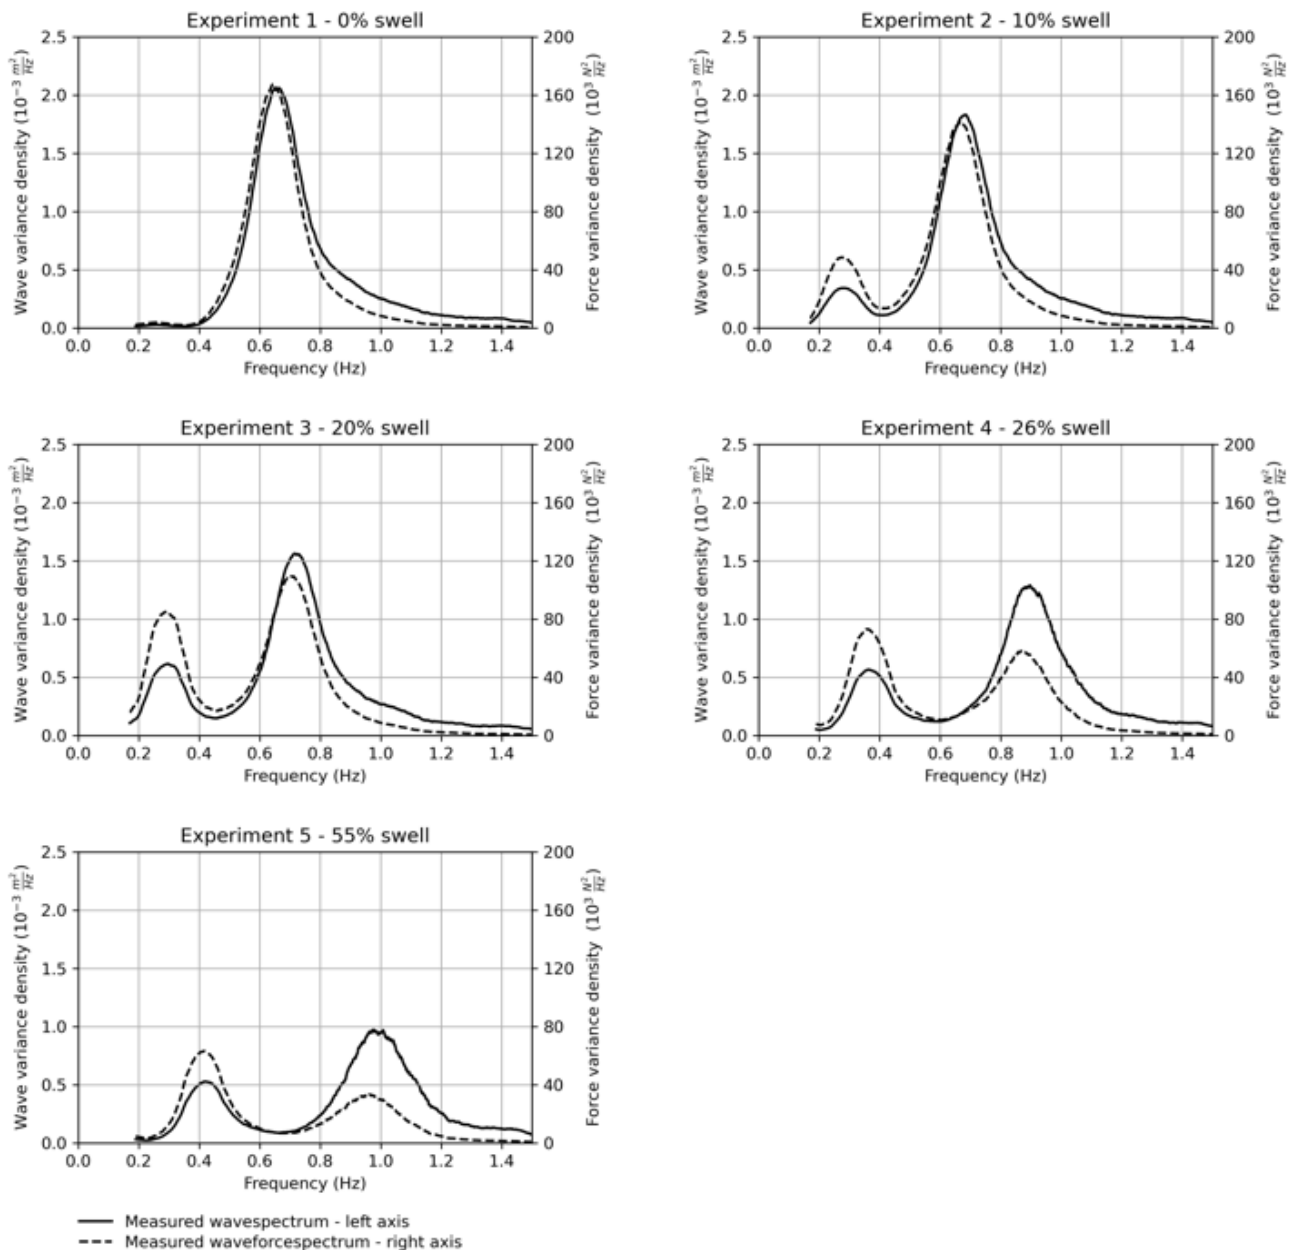 Experiment 1 - 0% swell
Wave variance density (10⁻³ m²/HZ)
2.5
2.0
1.5
1.0
0.5
0.0
0.0 0.2 0.4 0.6 0.8 1.0 1.2 1.4
Frequency (Hz)
200
160
120
80
40
0
Force variance density (10³ N²/HZ)
Experiment 2 - 10% swell
Wave variance density (10⁻³ m²/HZ)
2.5
2.0
1.5
1.0
0.5
0.0
0.0 0.2 0.4 0.6 0.8 1.0 1.2 1.4
Frequency (Hz)
200
160
120
80
40
0
Force variance density (10³ N²/HZ)
Experiment 3 - 20% swell
Wave variance density (10⁻³ m²/HZ)
2.5
2.0
1.5
1.0
0.5
0.0
0.0 0.2 0.4 0.6 0.8 1.0 1.2 1.4
Frequency (Hz)
200
160
120
80
40
0
Force variance density (10³ N²/HZ)
Experiment 4 - 26% swell
Wave variance density (10⁻³ m²/HZ)
2.5
2.0
1.5
1.0
0.5
0.0
0.0 0.2 0.4 0.6 0.8 1.0 1.2 1.4
Frequency (Hz)
200
160
120
80
40
0
Force variance density (10³ N²/HZ)
Experiment 5 - 55% swell
Wave variance density (10⁻³ m²/HZ)
2.5
2.0
1.5
1.0
0.5
0.0
0.0 0.2 0.4 0.6 0.8 1.0 1.2 1.4
Frequency (Hz)
200
160
120
80
40
0
Force variance density (10³ N²/HZ)
Measured wavespectrum - left axis
Measured waveforcespectrum - right axis